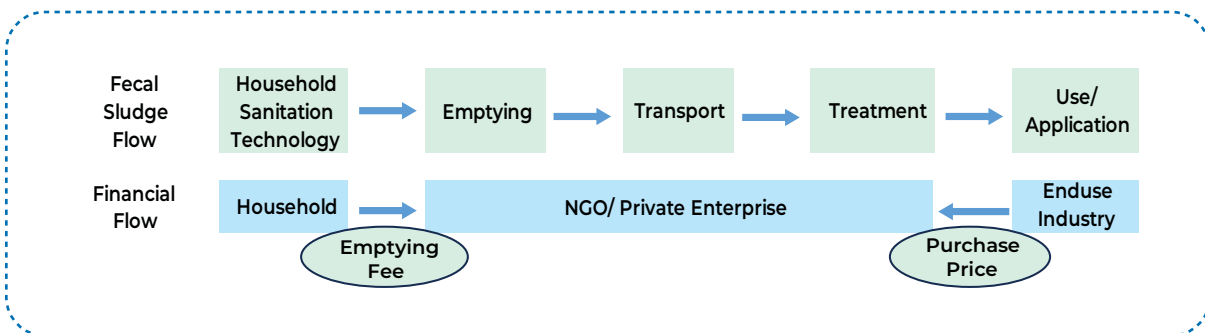 Fecal
Sludge
Flow
Household
Sanitation
Technology
Emptying
Transport
Treatment
Use/
Application
Financial
Flow
Household
NGO/ Private Enterprise
Enduse
Industry
Emptying
Fee
Purchase
Price